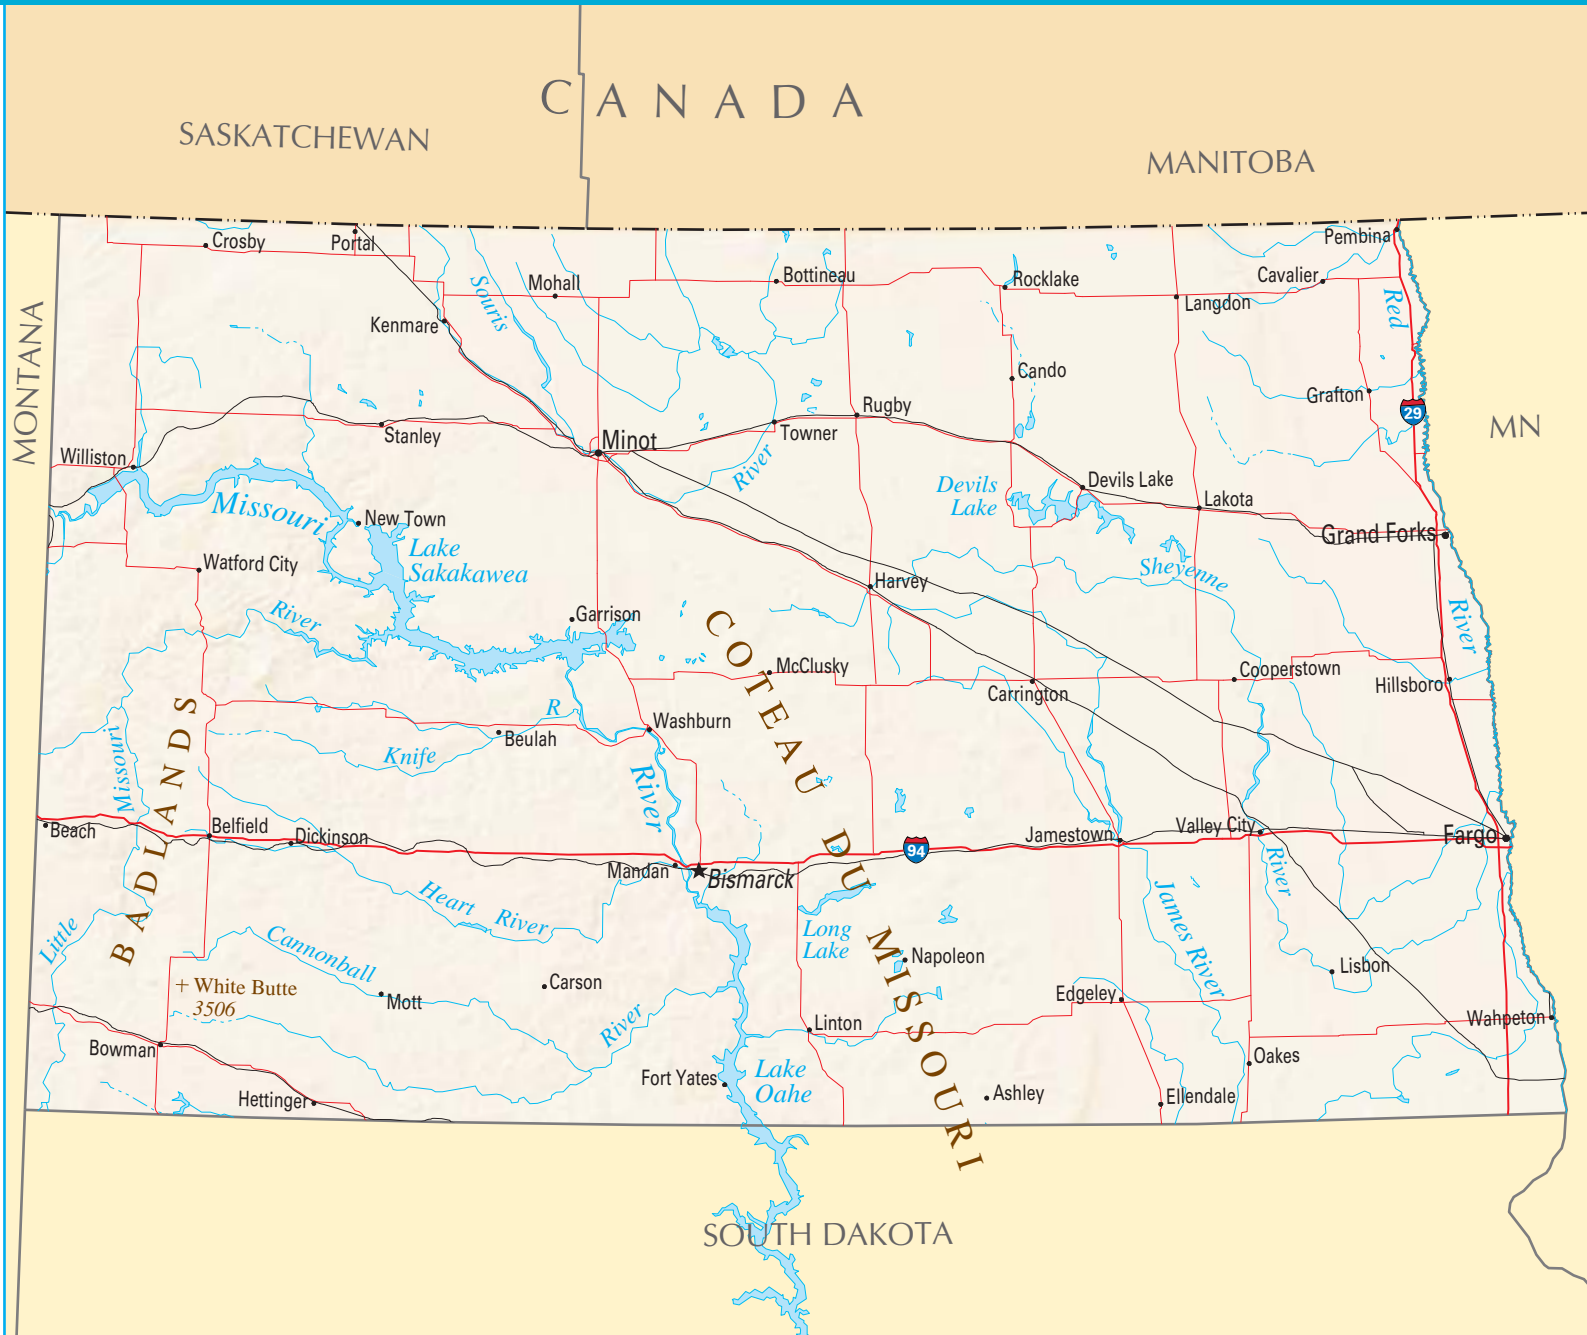 CANADA
SASKATCHEWAN
MANITOBA
MONTANA
MN
SOUTH DAKOTA
Crosby
Portal
Pembina
Mohall
Bottineau
Rocklake
Cavalier
Langdon
Souris
Red
Kenmare
Cando
Grafton
29
Rugby
Stanley
Minot
Towner
Williston
River
Devils Lake
Devils
Lake
Lakota
Missouri
New Town
Grand Forks
Lake
Sakakawea
Watford City
Sheyenne
Harvey
River
Garrison
River
COTEAU DU MISSOURI
McClusky
Cooperstown
Carrington
Hillsboro
BADLANDS
R
Washburn
Beulah
Knife
Missouri
River
Beach
Belfield
Dickinson
Jamestown
Valley City
Fargo
94
Mandan
Bismarck
River
Heart River
Long
Lake
James River
Little
Cannonball
Napoleon
Lisbon
+ White Butte
3506
Mott
Carson
Edgeley
River
Linton
Wahpeton
Bowman
Oakes
Fort Yates
Lake
Oahe
Hettinger
Ashley
Ellendale